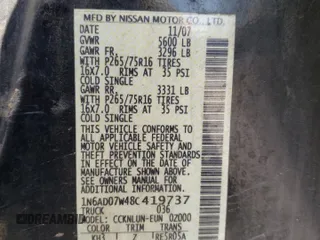 MFD BY NISSAN MOTOR CO., LTD.
DATE 11/07
GVWR 5600 LB
GAWR FR. 3296 LB
WITH P265/75R16 TIRES
16x7.0 RIMS AT 35 PSI
COLD SINGLE
GAWR RR. 3331 LB
WITH P265/75R16 TIRES
16x7.0 RIMS AT 35 PSI
COLD SINGLE
THIS VEHICLE CONFORMS TO ALL
APPLICABLE FEDERAL MOTOR
VEHICLE SAFETY STANDARDS IN
EFFECT ON THE DATE OF
MANUFACTURE SHOWN ABOVE.
SEE OWNERS MANUAL FOR
ADDITIONAL INFORMATION
1N6AD07W48C419737
TRUCK 036
MODEL CCKNLUN-EUN 02000
COLOR TRIM TRANS
KH3 Z RE5R05A